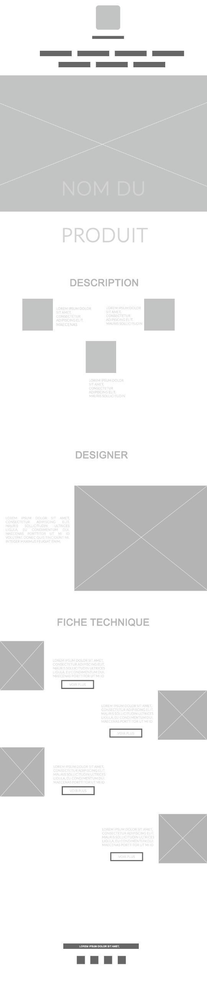 NOM DU
PRODUIT
DESCRIPTION
LOREM IPSUM DOLOR
SIT AMET,
CONSECTETUR
ADIPISCING ELIT.
MAECENAS
LOREM IPSUM DOLOR
SIT AMET,
CONSECTETUR
ADIPISCING ELIT.
MAURIS SOLLICITUDIN
LOREM IPSUM DOLOR
SIT AMET,
CONSECTETUR
ADIPISCING ELIT.
MAURIS SOLLICITUDIN
DESIGNER
LOREM IPSUM DOLOR SIT AMET,
CONSECTETUR ADIPISCING ELIT.
MAURIS SOLLICITUDIN ULTRICES
LIGULA, EU CONDIMENTUM DUI.
MAECENAS PORTTITOR UT MI ID
VOLUTPAT. DONEC QUIS TINCIDUNT MI,
INTEGER MAXIMUS FEUGIAT ENIM.
FICHE TECHNIQUE
LOREM IPSUM DOLOR SIT AMET,
CONSECTETUR ADIPISCING ELIT.
MAURIS SOLLICITUDIN ULTRICES
LIGULA, EU CONDIMENTUM DUI.
MAECENAS PORTTITOR UT MI ID
VOIR PLUS
LOREM IPSUM DOLOR SIT AMET,
CONSECTETUR ADIPISCING ELIT.
MAURIS SOLLICITUDIN ULTRICES
LIGULA, EU CONDIMENTUM DUI.
MAECENAS PORTTITOR UT MI ID
VOIR PLUS
LOREM IPSUM DOLOR SIT AMET,
CONSECTETUR ADIPISCING ELIT.
MAURIS SOLLICITUDIN ULTRICES
LIGULA, EU CONDIMENTUM DUI.
MAECENAS PORTTITOR UT MI ID
VOIR PLUS
LOREM IPSUM DOLOR SIT AMET,
CONSECTETUR ADIPISCING ELIT.
MAURIS SOLLICITUDIN ULTRICES
LIGULA, EU CONDIMENTUM DUI.
MAECENAS PORTTITOR UT MI ID
VOIR PLUS
LOREM IPSUM DOLOR SIT AMET,